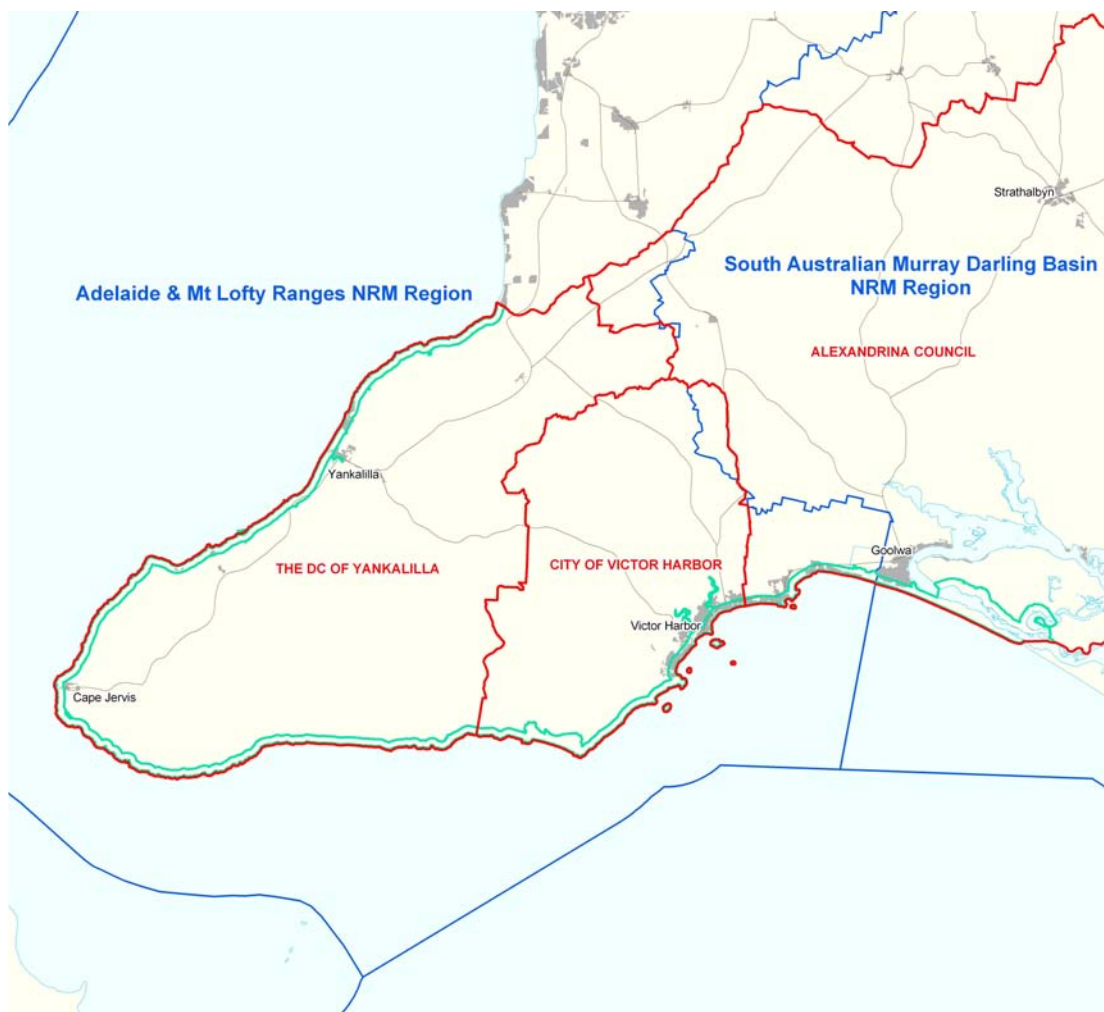 Strathalbyn
South Australian Murray Darling Basin
NRM Region
Adelaide & Mt Lofty Ranges NRM Region
ALEXANDRINA COUNCIL
Yankalilla
Goolwa
THE DC OF YANKALILLA
CITY OF VICTOR HARBOR
Victor Harbor
Cape Jervis